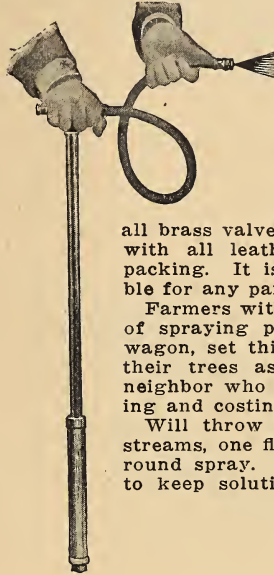 all brass valve
with all leath
packing. It is
ble for any pa
Farmers wit
of spraying p
wagon, set thi
their trees as
neighbor who
ing and costin
Will throw
streams, one fl
round spray.
to keep soluti